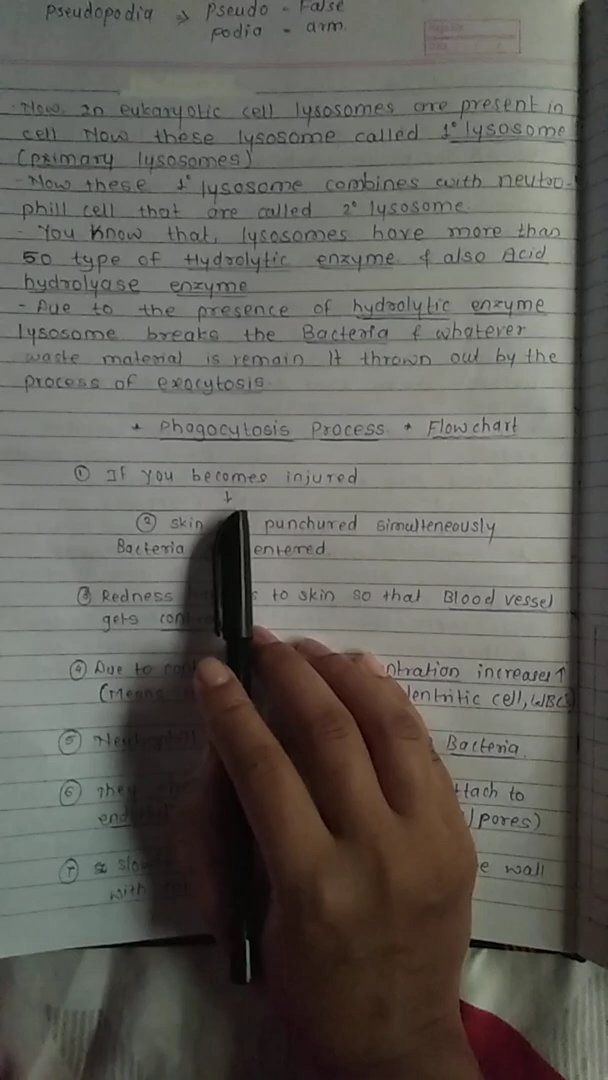 Pseudopodia ⇒ Pseudo - False
podia - arm.
- Now In eukaryotic cell lysosomes are present in
cell Now these lysosome called 1° lysosome
(primary lysosomes)
- Now these 1° lysosome combines with neutro-
phill cell that are called 2° lysosome.
- You Know that, lysosomes have more than
50 type of Hydrolytic enzyme & also Acid
hydrolyase enzyme
- Due to the presence of hydrolytic enzyme
lysosome breaks the Bacteria & whatever
waste material is remain It thrown out by the
process of exocytosis
* Phagocytosis Process * Flowchart
① If you becomes injured
↓
② skin punchured simulteneously
Bacteria entered.
③ Redness to skin so that Blood vessel
gets
④ Due to ntration increases ↑
(Means dentritic cell, WBCs)
⑤ Neutrophill Bacteria.
⑥ They ttach to
pores)
⑦ wall
with